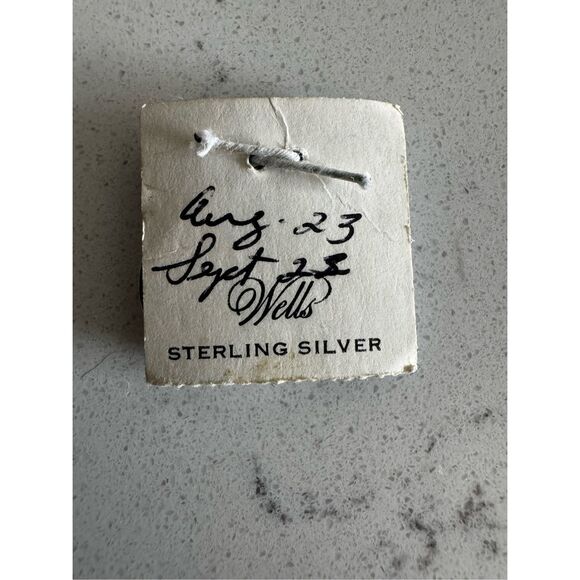 Aug. 23
Sept 23
Wells
STERLING SILVER